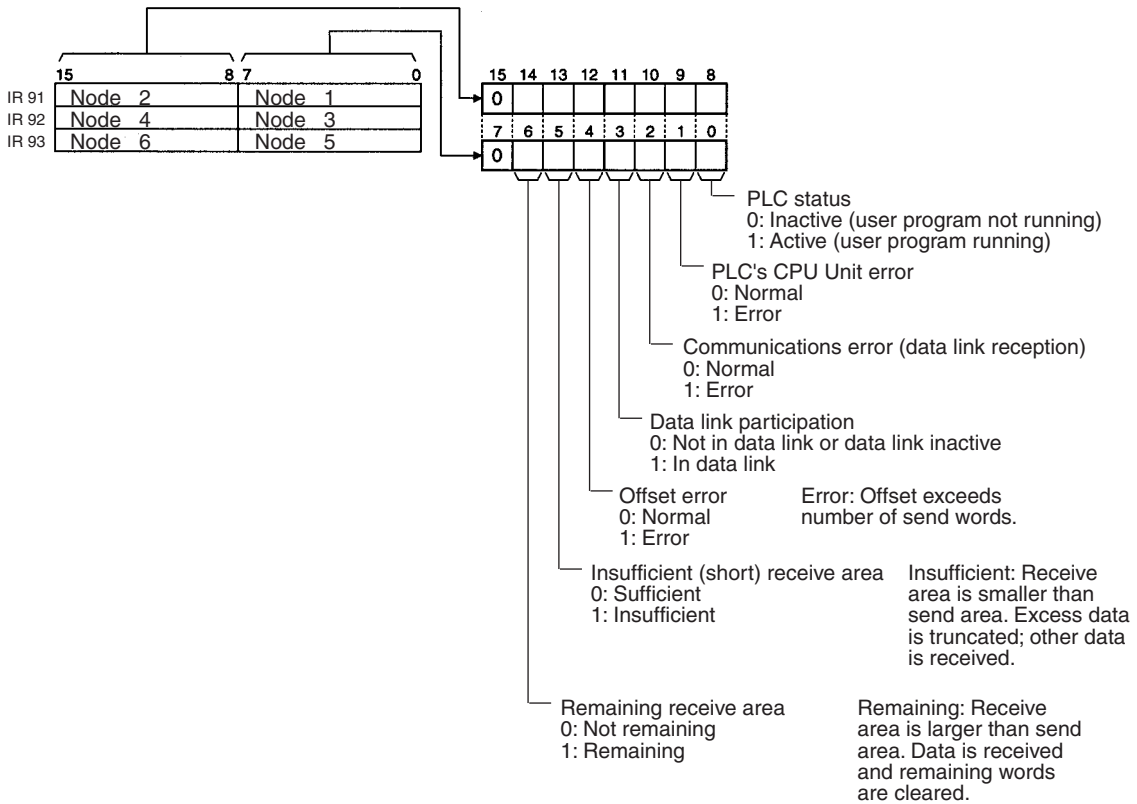 15 8 7 0
IR 91 Node 2 Node 1
IR 92 Node 4 Node 3
IR 93 Node 6 Node 5
15 14 13 12 11 10 9 8
0
7 6 5 4 3 2 1 0
0
PLC status
0: Inactive (user program not running)
1: Active (user program running)
PLC's CPU Unit error
0: Normal
1: Error
Communications error (data link reception)
0: Normal
1: Error
Data link participation
0: Not in data link or data link inactive
1: In data link
Offset error
0: Normal
1: Error
Error: Offset exceeds
number of send words.
Insufficient (short) receive area
0: Sufficient
1: Insufficient
Insufficient: Receive
area is smaller than
send area. Excess data
is truncated; other data
is received.
Remaining receive area
0: Not remaining
1: Remaining
Remaining: Receive
area is larger than send
area. Data is received
and remaining words
are cleared.